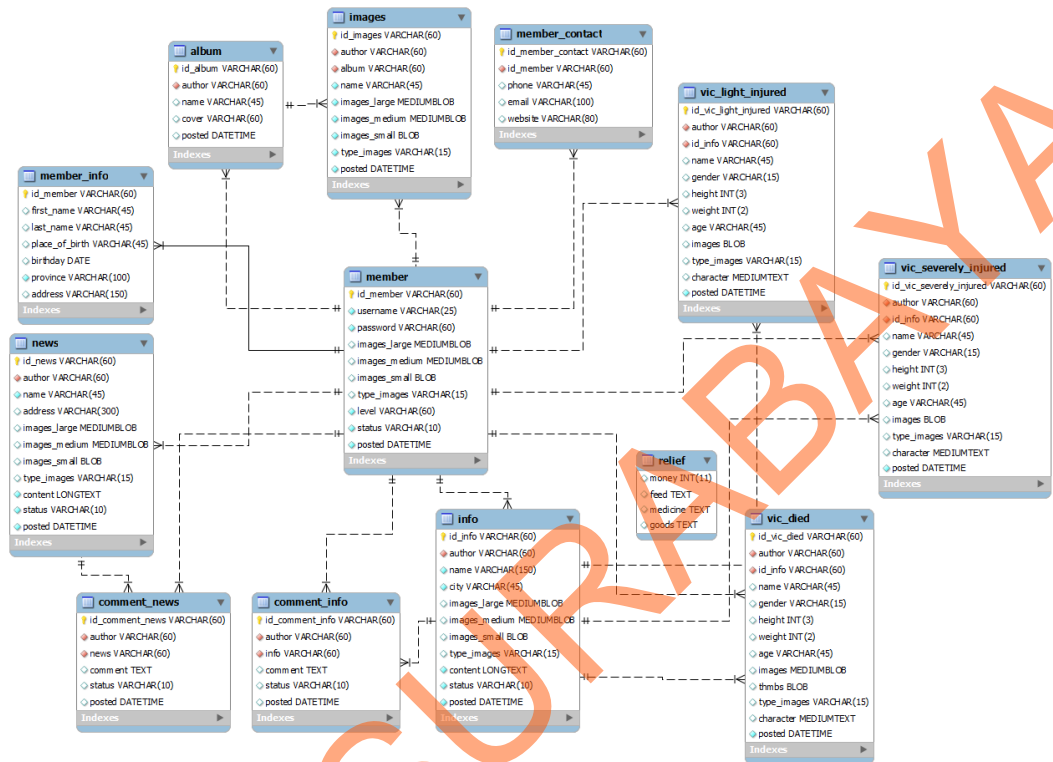 images
id_images VARCHAR(60)
author VARCHAR(60)
album VARCHAR(60)
name VARCHAR(45)
images_large MEDIUMBLOB
images_medium MEDIUMBLOB
images_small BLOB
type_images VARCHAR(15)
posted DATETIME
Indexes
album
id_album VARCHAR(60)
author VARCHAR(60)
name VARCHAR(45)
cover VARCHAR(60)
posted DATETIME
Indexes
member_contact
id_member_contact VARCHAR(60)
id_member VARCHAR(60)
phone VARCHAR(45)
email VARCHAR(100)
website VARCHAR(80)
Indexes
vic_light_injured
id_vic_light_injured VARCHAR(60)
author VARCHAR(60)
id_info VARCHAR(60)
name VARCHAR(45)
gender VARCHAR(15)
height INT(3)
weight INT(2)
age VARCHAR(45)
images BLOB
type_images VARCHAR(15)
character MEDIUMTEXT
posted DATETIME
Indexes
member_info
id_member VARCHAR(60)
first_name VARCHAR(45)
last_name VARCHAR(45)
place_of_birth VARCHAR(45)
birthday DATE
province VARCHAR(100)
address VARCHAR(150)
Indexes
member
id_member VARCHAR(60)
username VARCHAR(25)
password VARCHAR(60)
images_large MEDIUMBLOB
images_medium MEDIUMBLOB
images_small BLOB
type_images VARCHAR(15)
level VARCHAR(60)
status VARCHAR(10)
posted DATETIME
Indexes
vic_severely_injured
id_vic_severely_injured VARCHAR(60)
author VARCHAR(60)
id_info VARCHAR(60)
name VARCHAR(45)
gender VARCHAR(15)
height INT(3)
weight INT(2)
age VARCHAR(45)
images BLOB
type_images VARCHAR(15)
character MEDIUMTEXT
posted DATETIME
Indexes
news
id_news VARCHAR(60)
author VARCHAR(60)
name VARCHAR(45)
address VARCHAR(300)
images_large MEDIUMBLOB
images_medium MEDIUMBLOB
images_small BLOB
type_images VARCHAR(15)
content LONGTEXT
status VARCHAR(10)
posted DATETIME
Indexes
relief
money INT(11)
feed TEXT
medicine TEXT
goods TEXT
Indexes
info
id_info VARCHAR(60)
author VARCHAR(60)
name VARCHAR(150)
city VARCHAR(45)
images_large MEDIUMBLOB
images_medium MEDIUMBLOB
images_small BLOB
type_images VARCHAR(15)
content LONGTEXT
status VARCHAR(10)
posted DATETIME
Indexes
vic_died
id_vic_died VARCHAR(60)
author VARCHAR(60)
id_info VARCHAR(60)
name VARCHAR(45)
gender VARCHAR(15)
height INT(3)
weight INT(2)
age VARCHAR(45)
images MEDIUMBLOB
thmbs BLOB
type_images VARCHAR(15)
character MEDIUMTEXT
posted DATETIME
Indexes
comment_news
id_comment_news VARCHAR(60)
author VARCHAR(60)
news VARCHAR(60)
comment TEXT
status VARCHAR(10)
posted DATETIME
Indexes
comment_info
id_comment_info VARCHAR(60)
author VARCHAR(60)
info VARCHAR(60)
comment TEXT
status VARCHAR(10)
posted DATETIME
Indexes
SURABAYA